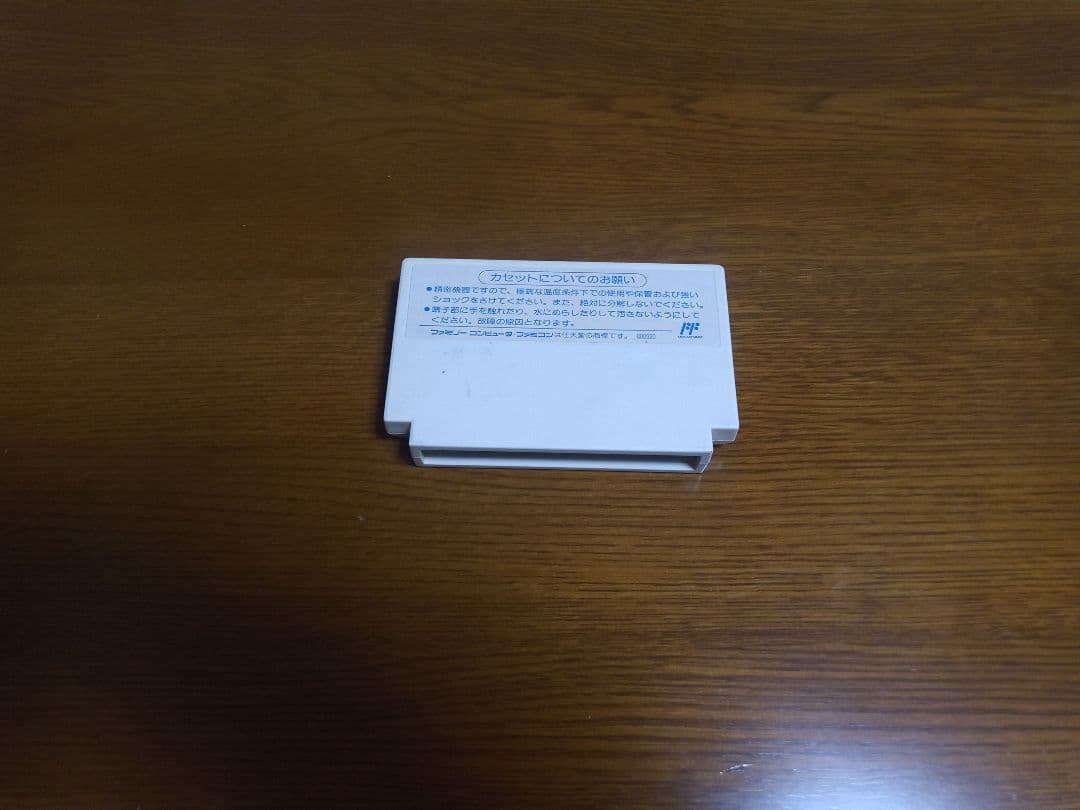 カセットについてのお願い
●精密機器ですので、極端な温度条件下での使用や保管および強い
ショックをさけてください。また、絶対に分解しないでください。
●端子部に手を触れたり、水にぬらしたりして汚さないようにして
ください。故障の原因となります。
ファミリー コンピュータ・ファミコンは任天堂の商標です。